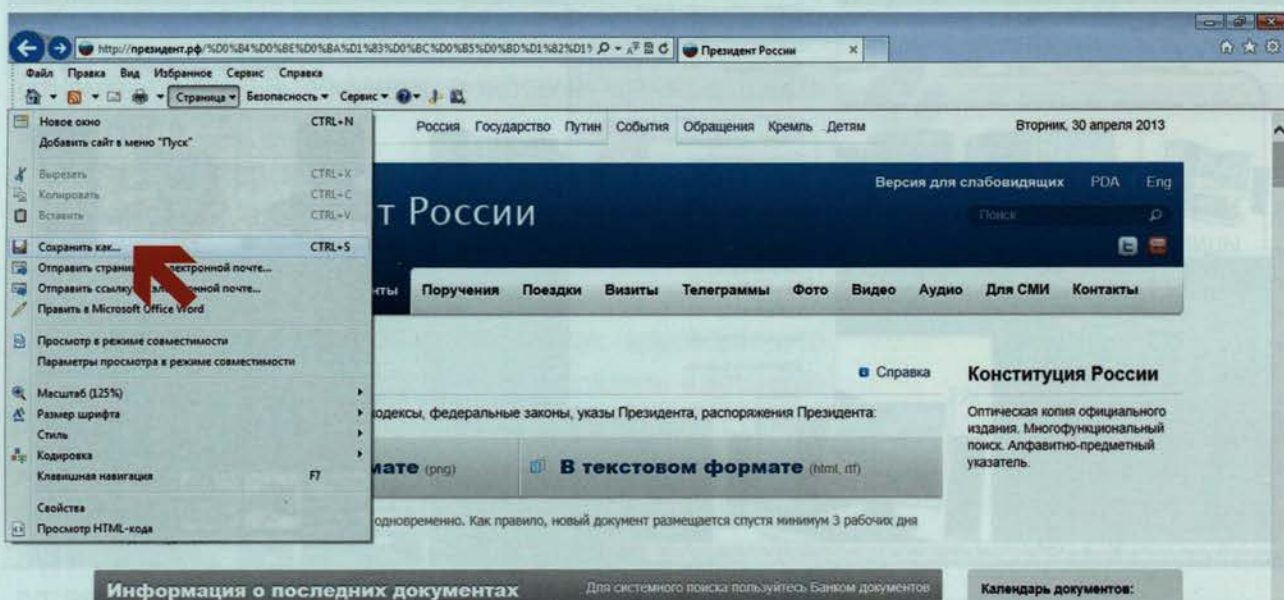 http://президент.рф/%D0%B4%D0%BE%D0%BA%D1%83%D0%BC%D0%B5%D0%BD%D1%82%D1
Президент России
Файл Правка Вид Избранное Сервис Справка
Страница Безопасность Сервис
Новое окно CTRL+N
Добавить сайт в меню "Пуск"
Вырезать CTRL+X
Копировать CTRL+C
Вставить CTRL+V
Сохранить как... CTRL+S
Отправить электронной почте...
Отправить ссылку почте...
Править в Microsoft Office Word
Просмотр в режиме совместимости
Параметры просмотра в режиме совместимости
Масштаб (125%)
Размер шрифта
Стиль
Кодировка
Клавишная навигация F7
Свойства
Просмотр HTML-кода
Россия Государство Путин События Обращения Кремль Детям
Вторник, 30 апреля 2013
Версия для слабовидящих PDA Eng
т России
Поиск
нты Поручения Поездки Визиты Телеграммы Фото Видео Аудио Для СМИ Контакты
Справка
Конституция России
одексы, федеральные законы, указы Президента, распоряжения Президента:
Оптическая копия официального
издания. Многофункциональный
поиск. Алфавитно-предметный
указатель.
мате (png)
В текстовом формате (html, rtf)
одновременно. Как правило, новый документ размещается спустя минимум 3 рабочих дня
Информация о последних документах
Для системного поиска пользуйтесь Банком документов
Календарь документов: